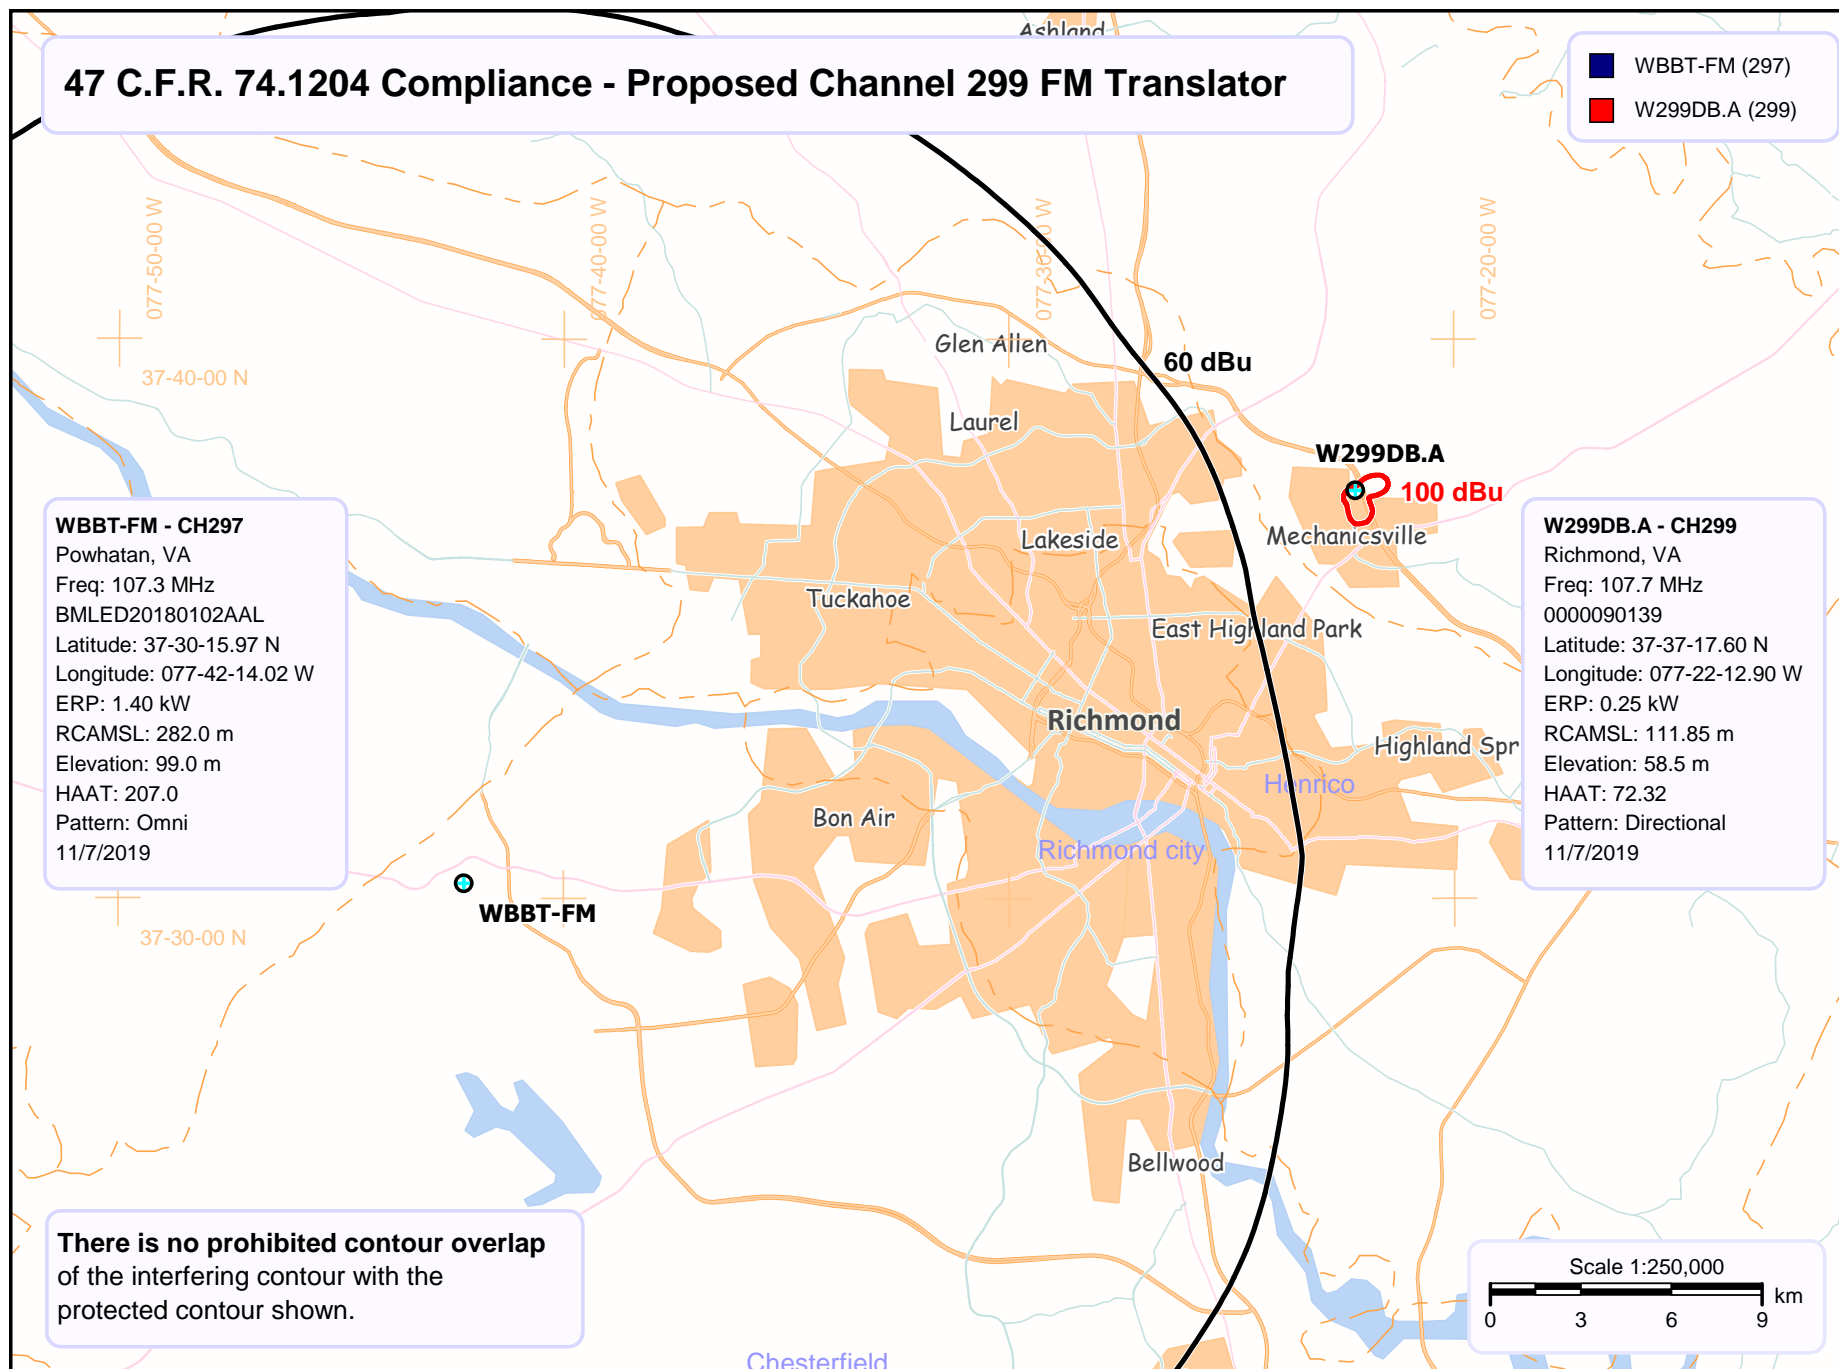 Ashland
47 C.F.R. 74.1204 Compliance - Proposed Channel 299 FM Translator
WBBT-FM (297)
W299DB.A (299)
077-50-00 W
077-40-00 W
077-30-00 W
077-20-00 W
37-40-00 N
Glen Allen
60 dBu
Laurel
W299DB.A
100 dBu
Mechanicsville
Lakeside
Tuckahoe
East Highland Park
Richmond
Highland Spr
Henrico
Bon Air
Richmond city
WBBT-FM - CH297
Powhatan, VA
Freq: 107.3 MHz
BMLED20180102AAL
Latitude: 37-30-15.97 N
Longitude: 077-42-14.02 W
ERP: 1.40 kW
RCAMSL: 282.0 m
Elevation: 99.0 m
HAAT: 207.0
Pattern: Omni
11/7/2019
W299DB.A - CH299
Richmond, VA
Freq: 107.7 MHz
0000090139
Latitude: 37-37-17.60 N
Longitude: 077-22-12.90 W
ERP: 0.25 kW
RCAMSL: 111.85 m
Elevation: 58.5 m
HAAT: 72.32
Pattern: Directional
11/7/2019
WBBT-FM
37-30-00 N
Bellwood
There is no prohibited contour overlap
of the interfering contour with the
protected contour shown.
Scale 1:250,000
km
0 3 6 9
Chesterfield